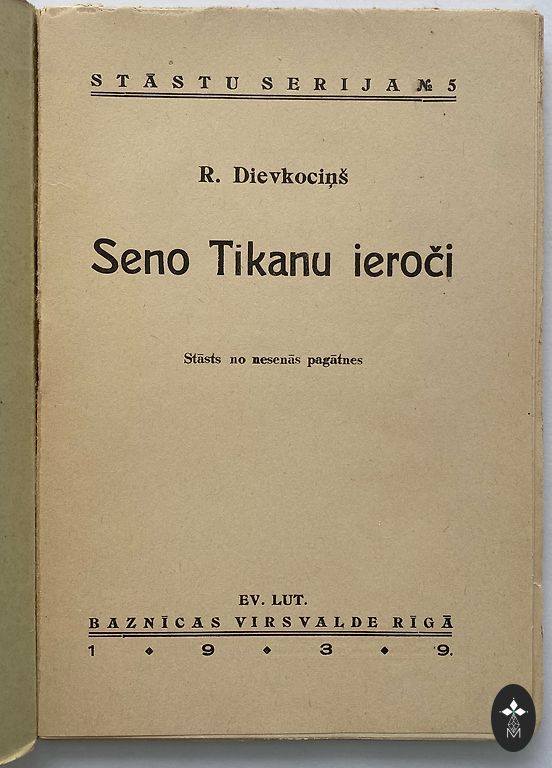 STĀSTU SERIJA № 5
R. Dievkociņš
Seno Tikanu ieroči
Stāsts no nesenās pagātnes
EV. LUT.
BAZNĪCAS VIRSVALDE RĪGĀ
1 ◆ 9 ◆ 3 ◆ 9.
M